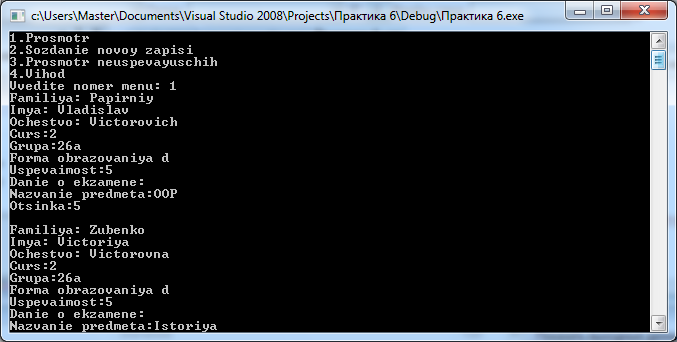 c:\Users\Master\Documents\Visual Studio 2008\Projects\Практика 6\Debug\Практика 6.exe
1.Prosmotr
2.Sozdanie novoy zapisi
3.Prosmotr neuspevayuschih
4.Vihod
Vvedite nomer menu: 1
Familiya: Papirniy
Imya: Vladislav
Ochestvo: Victorovich
Curs:2
Grupa:26a
Forma obrazovaniya d
Uspevaimost:5
Danie o ekzamene:
Nazvanie predmeta:OOP
Otsinka:5
Familiya: Zubenko
Imya: Victoriya
Ochestvo: Victorovna
Curs:2
Grupa:26a
Forma obrazovaniya d
Uspevaimost:5
Danie o ekzamene:
Nazvanie predmeta:Istoriya